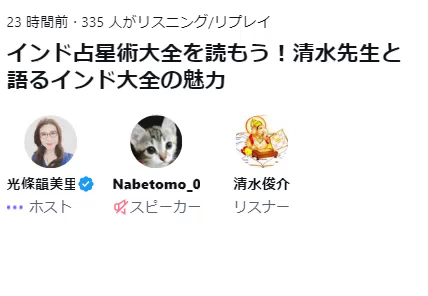 23 時間前 · 335 人がリスニング/リプレイ
インド占星術大全を読もう！清水先生と
語るインド大全の魅力
光條韻美里 Nabetomo_0 清水俊介
ホスト スピーカー リスナー